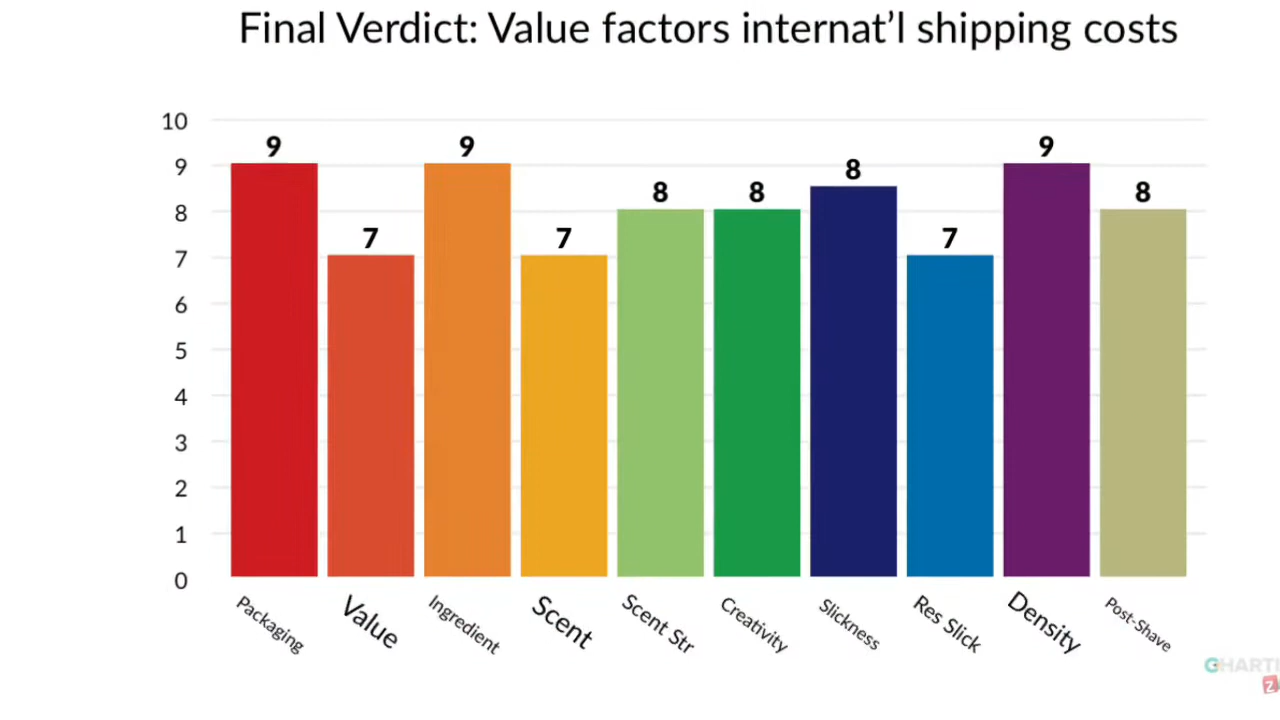 Final Verdict: Value factors internat’l shipping costs
10
9
8
7
6
5
4
3
2
1
0
9
7
9
7
8
8
8
7
9
8
Packaging
Value
Ingredient
Scent
Scent Str
Creativity
Slickness
Res Slick
Density
Post-Shave